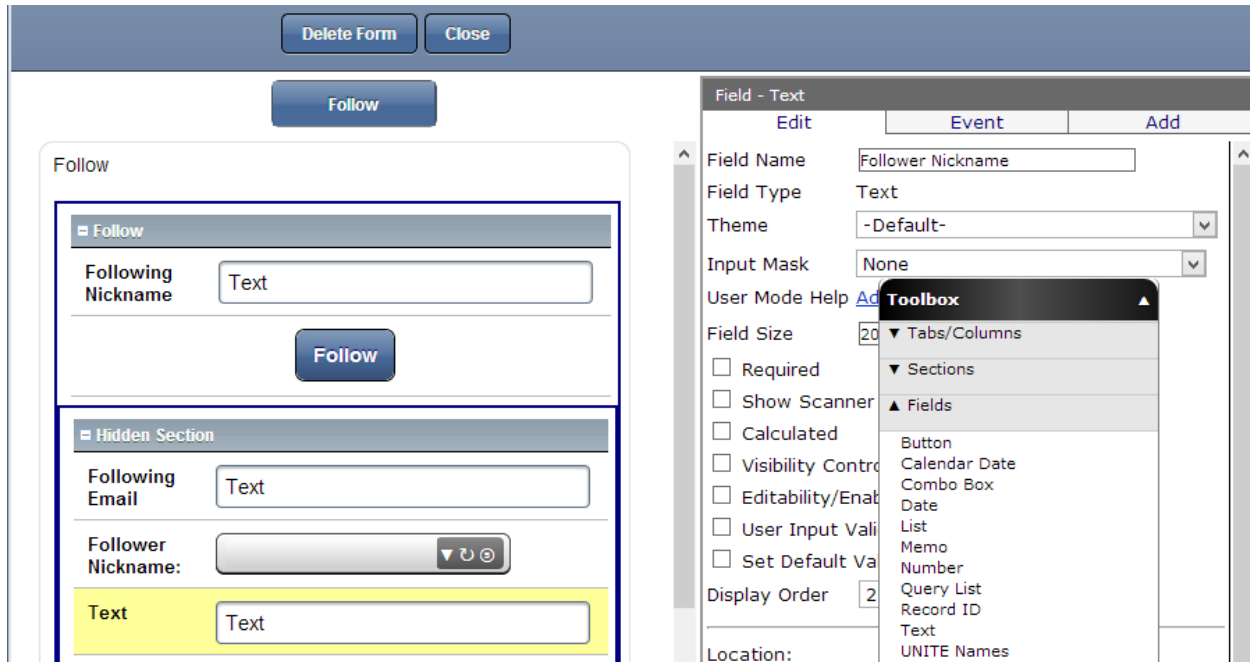 Delete Form
Close
Follow
Follow
Follow
Following
Nickname
Text
Follow
Hidden Section
Following
Email
Text
Follower
Nickname:
Text
Text
Field - Text
Edit
Event
Add
Field Name
Follower Nickname
Field Type
Text
Theme
-Default-
Input Mask
None
User Mode Help
Ad
Field Size
20
Required
Show Scanner
Calculated
Visibility Contro
Editability/Enab
User Input Vali
Set Default Va
Display Order
2
Location:
Toolbox
Tabs/Columns
Sections
Fields
Button
Calendar Date
Combo Box
Date
List
Memo
Number
Query List
Record ID
Text
UNITE Names